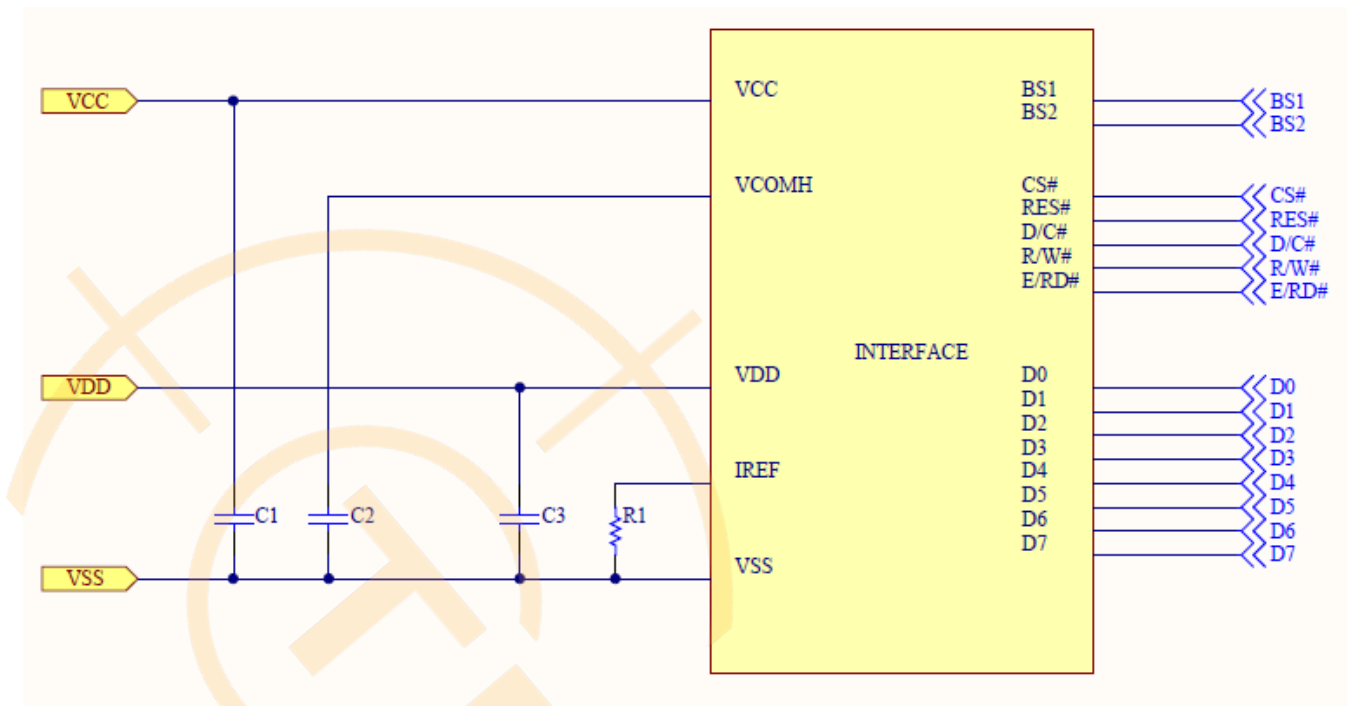 VCC
VCC
BS1
BS1
BS2
BS2
VCOMH
CS#
CS#
RES#
RES#
D/C#
D/C#
R/W#
R/W#
E/RD#
E/RD#
INTERFACE
VDD
VDD
D0
D0
D1
D1
D2
D2
D3
D3
IREF
D4
D4
D5
D5
C1
C2
C3
R1
D6
D6
D7
D7
VSS
VSS